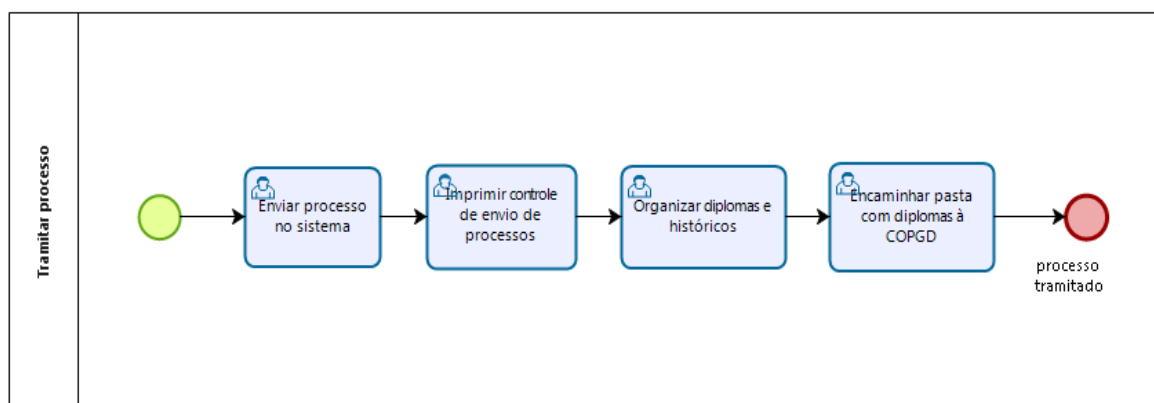 Tramitar processo
Enviar processo
no sistema
Imprimir controle
de envio de
processos
Organizar diplomas e
históricos
Encaminhar pasta
com diplomas à
COPGD
processo
tramitado